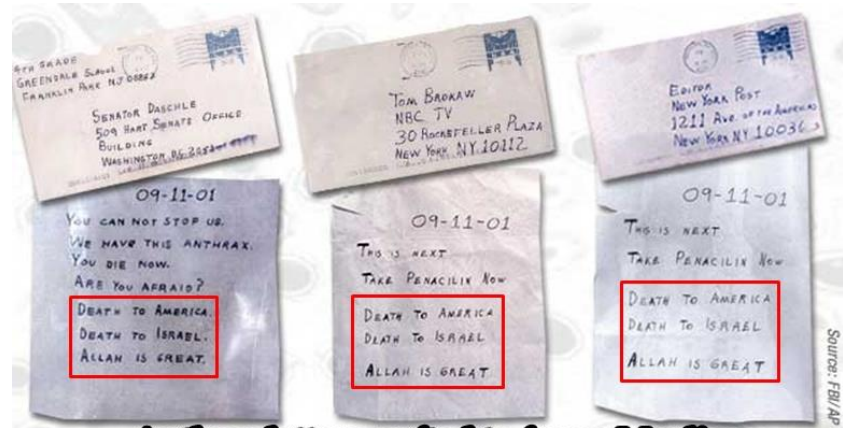 4TH GRADE
GREENDALE SCHOOL
FRANKLIN PARK NJ 08852
SENATOR DASCHLE
509 HART SENATE OFFICE
BUILDING
WASHINGTON DC 205
TOM BROKAW
NBC TV
30 ROCKEFELLER PLAZA
NEW YORK NY 10112
EDITOR
NEW YORK POST
1211 AVE. OF THE AMERICAS
NEW YORK NY 10036
09-11-01
YOU CAN NOT STOP US.
WE HAVE THIS ANTHRAX.
YOU DIE NOW.
ARE YOU AFRAID?
DEATH TO AMERICA.
DEATH TO ISRAEL.
ALLAH IS GREAT.
09-11-01
THIS IS NEXT
TAKE PENACILIN NOW
DEATH TO AMERICA
DEATH TO ISRAEL
ALLAH IS GREAT
09-11-01
THIS IS NEXT
TAKE PENACILIN NOW
DEATH TO AMERICA
DEATH TO ISRAEL
ALLAH IS GREAT
Source: FBI/AP